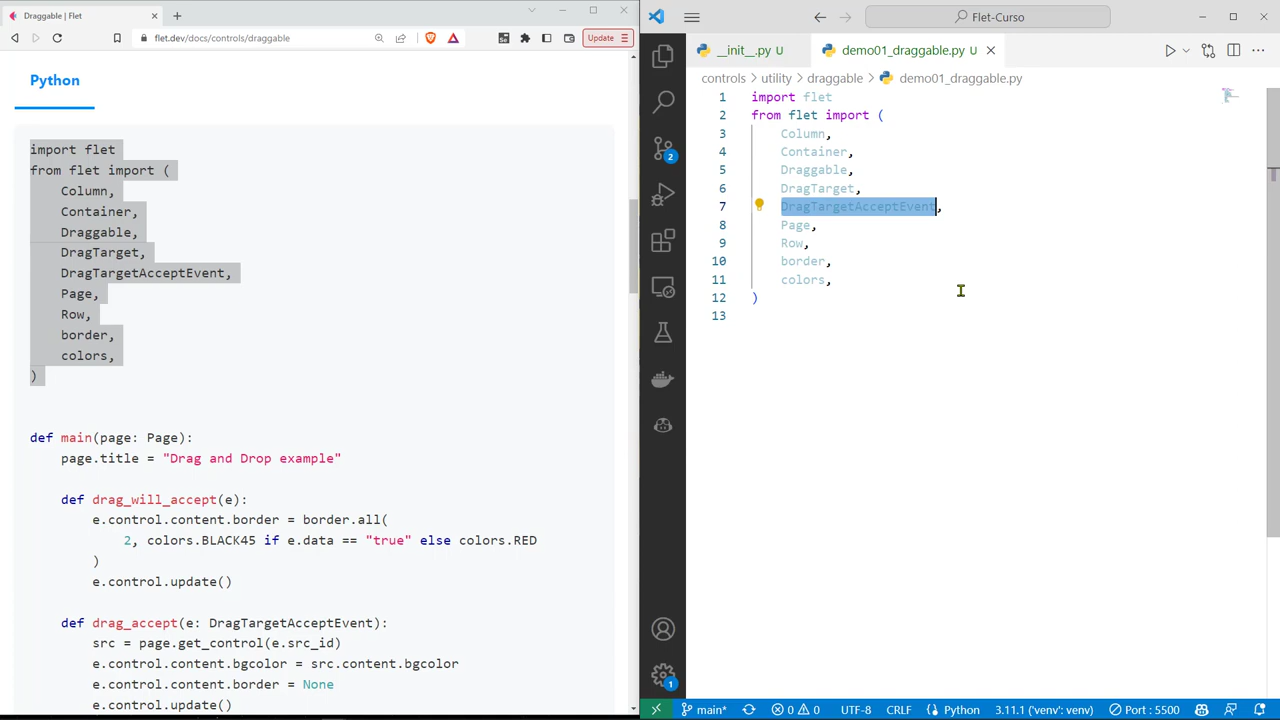 Draggable | Flet
flet.dev/docs/controls/draggable
Update
Python
import flet
from flet import (
    Column,
    Container,
    Draggable,
    DragTarget,
    DragTargetAcceptEvent,
    Page,
    Row,
    border,
    colors,
)
def main(page: Page):
    page.title = "Drag and Drop example"
    def drag_will_accept(e):
        e.control.content.border = border.all(
            2, colors.BLACK45 if e.data == "true" else colors.RED
        )
        e.control.update()
    def drag_accept(e: DragTargetAcceptEvent):
        src = page.get_control(e.src_id)
        e.control.bgcolor = src.content.bgcolor
        e.control.border = None
        e.control.update()
Flet-Curso
__init__.py U
demo01_draggable.py U
controls > utility > draggable > demo01_draggable.py
1 import flet
2 from flet import (
3     Column,
4     Container,
5     Draggable,
6     DragTarget,
7     DragTargetAcceptEvent,
8     Page,
9     Row,
10     border,
11     colors,
12 )
13
2
1
main* 0 0 UTF-8 CRLF Python 3.11.1 ('venv': venv) Port : 5500